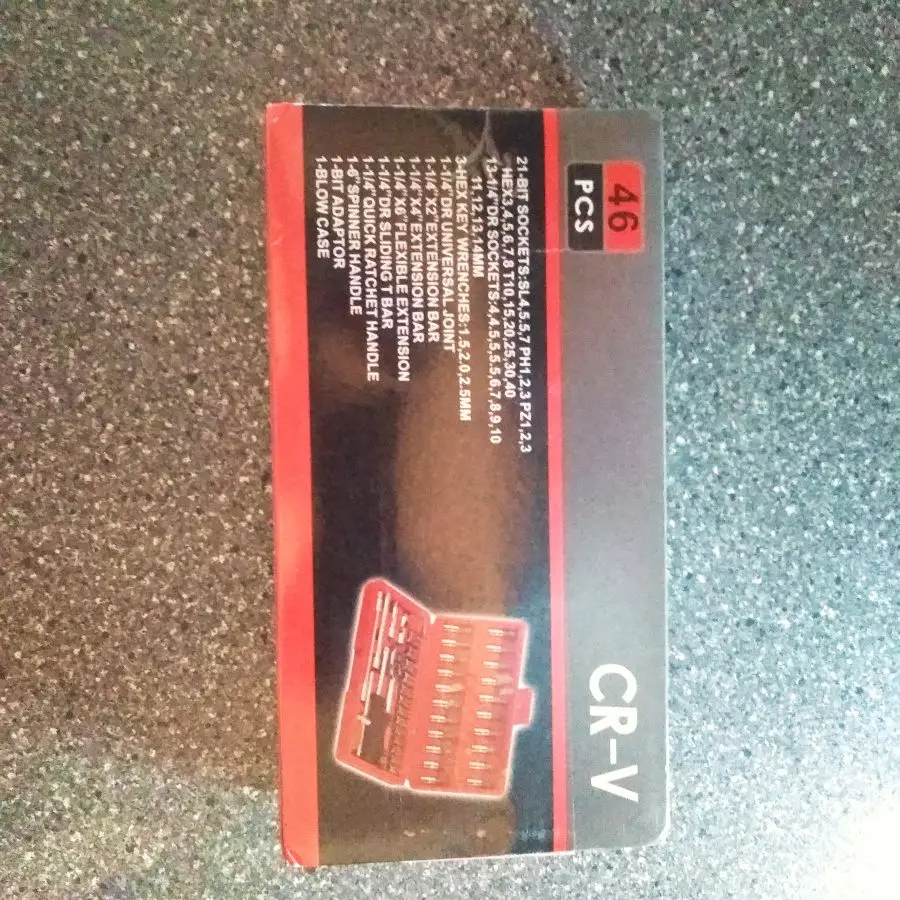 46
PCS
CR-V
21-BIT SOCKETS:SL4,5.5,7 PH1,2,3 PZ1,2,3
HEX3,4,5,6,7,8 T10,15,20,25,30,40
13-1/4"DR SOCKETS:4,4.5,5,5.5,6,7,8,9,10
11,12,13,14MM
3-HEX KEY WRENCHES:1.5,2.0,2.5MM
1-1/4"DR UNIVERSAL JOINT
1-1/4"X2"EXTENSION BAR
1-1/4"X4" EXTENSION BAR
1-1/4"X6"FLEXIBLE EXTENSION
1-1/4"DR SLIDING T BAR
1-1/4"QUICK RATCHET HANDLE
1-6"SPINNER HANDLE
1-BIT ADAPTOR
1-BLOW CASE